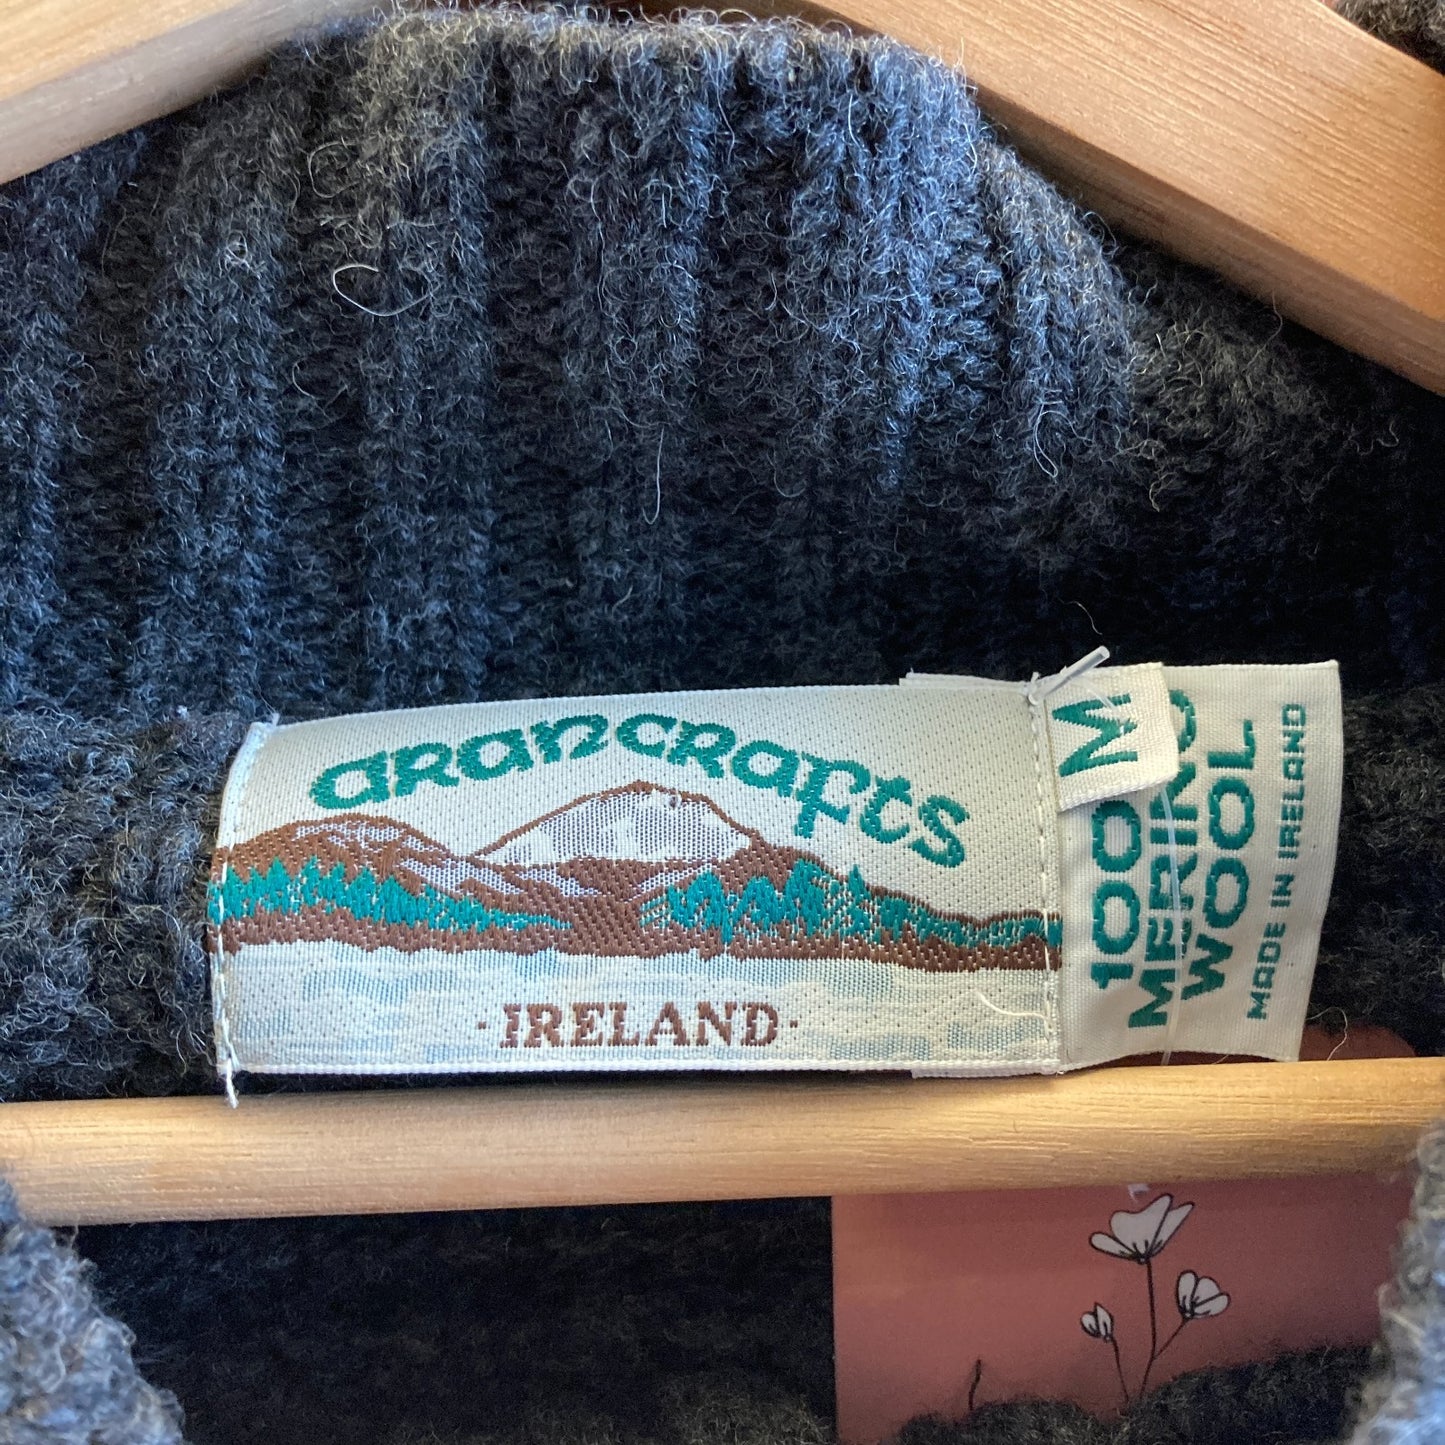 arancrafts
·IRELAND·
M
100
MERINO
WOOL
MADE IN IRELAND